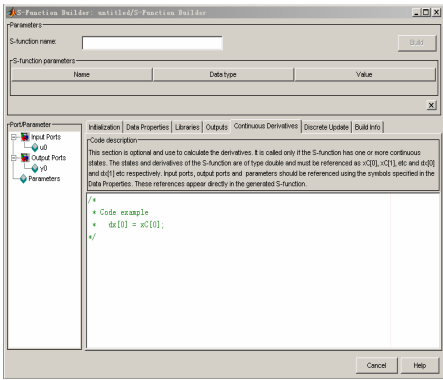 S-Function Builder: untitled/S-Function Builder
Parameters
S-function name:
Build
S-function parameters
Name Data type Value
Port/Parameter
Input Ports
u0
Output Ports
y0
Parameters
Initialization Data Properties Libraries Outputs Continuous Derivatives Discrete Update Build Info
Code description
This section is optional and use to calculate the derivatives. It is called only if the S-function has one or more continuous
states. The states and derivatives of the S-function are of type double and must be referenced as xC[0], xC[1], etc and dx[0]
and dx[1] etc respectively. Input ports, output ports and parameters should be referenced using the symbols specified in the
Data Properties. These references appear directly in the generated S-function.
/*
* Code example
* dx[0] = xC[0];
*/
Cancel Help